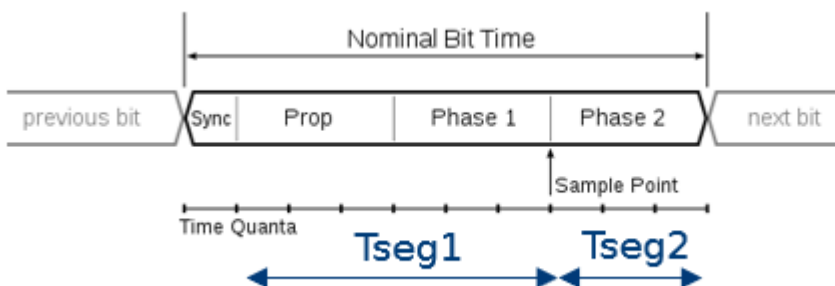 Nominal Bit Time
previous bit Sync Prop Phase 1 Phase 2 next bit
Sample Point
Time Quanta
Tseg1 Tseg2